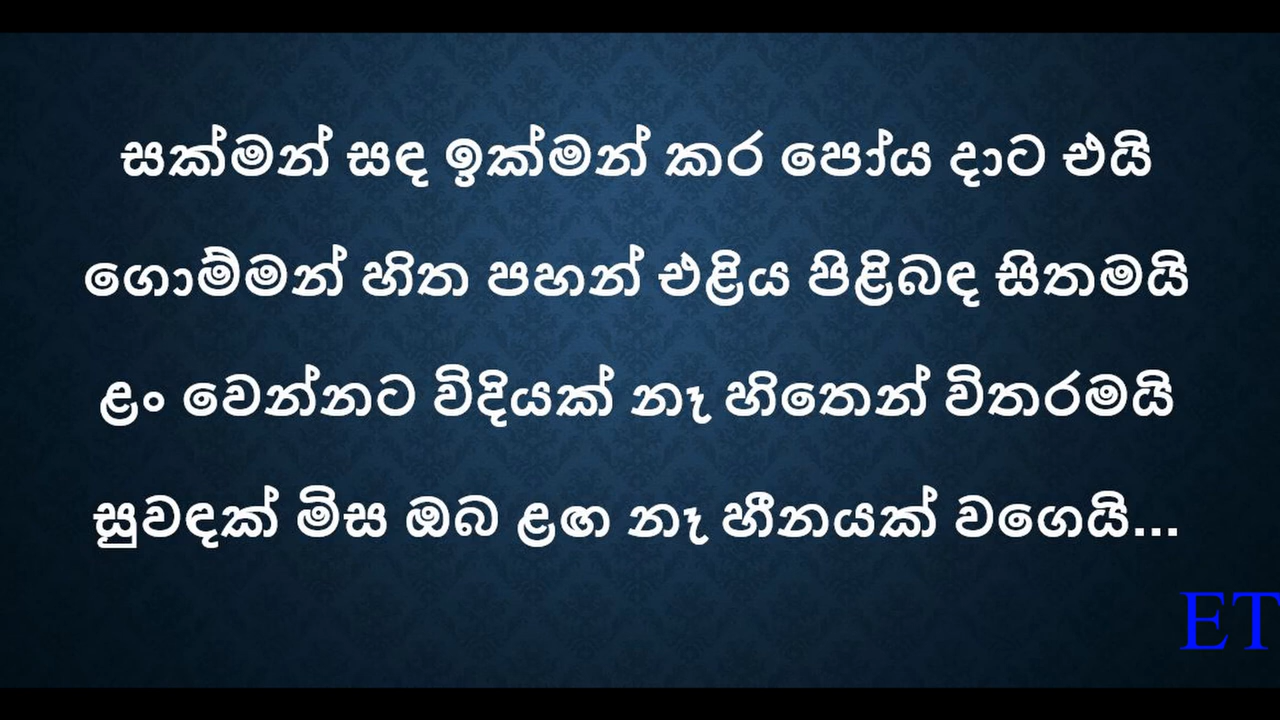 සක්මන් සඳ ඉක්මන් කර පෝය දාට එයි
ගොම්මන් හිත පහන් එළිය පිළිබඳ සිතමයි
ළං වෙන්නට විදියක් නෑ හිතෙන් විතරමයි
සුවඳක් මිස ඔබ ළඟ නෑ හීනයක් වගෙයි...
ET